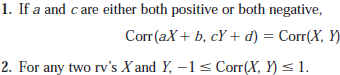 1. If a and c are either both positive or both negative,
Corr(aX + b, cY + d) = Corr(X, Y)
2. For any two rv's X and Y, −1 ≤ Corr(X, Y) ≤ 1.